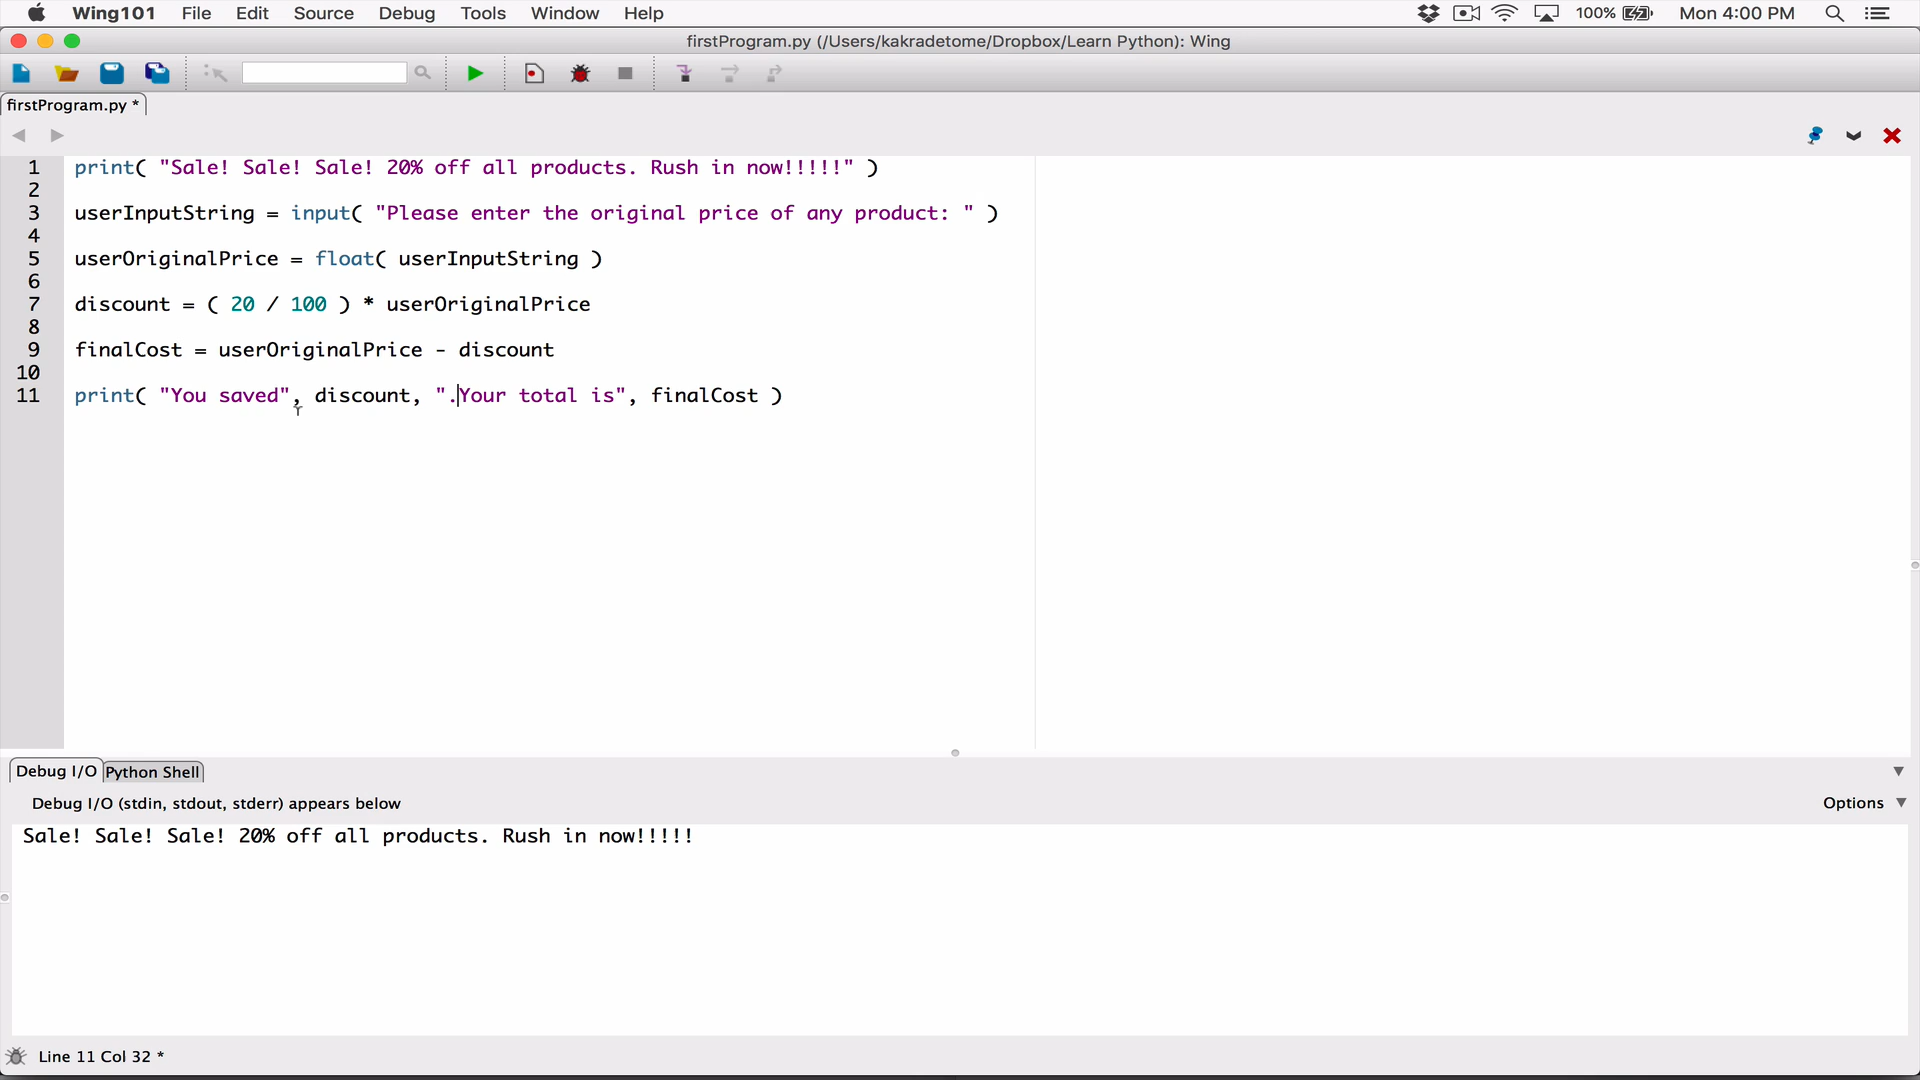 Wing101 File Edit Source Debug Tools Window Help 100% Mon 4:00 PM
firstProgram.py (/Users/kakradetome/Dropbox/Learn Python): Wing
firstProgram.py *
1 print( "Sale! Sale! Sale! 20% off all products. Rush in now!!!!!" )
2
3 userInputString = input( "Please enter the original price of any product: " )
4
5 userOriginalPrice = float( userInputString )
6
7 discount = ( 20 / 100 ) * userOriginalPrice
8
9 finalCost = userOriginalPrice - discount
10
11 print( "You saved", discount, ".Your total is", finalCost )
Debug I/O Python Shell
Debug I/O (stdin, stdout, stderr) appears below Options
Sale! Sale! Sale! 20% off all products. Rush in now!!!!!
Line 11 Col 32 *